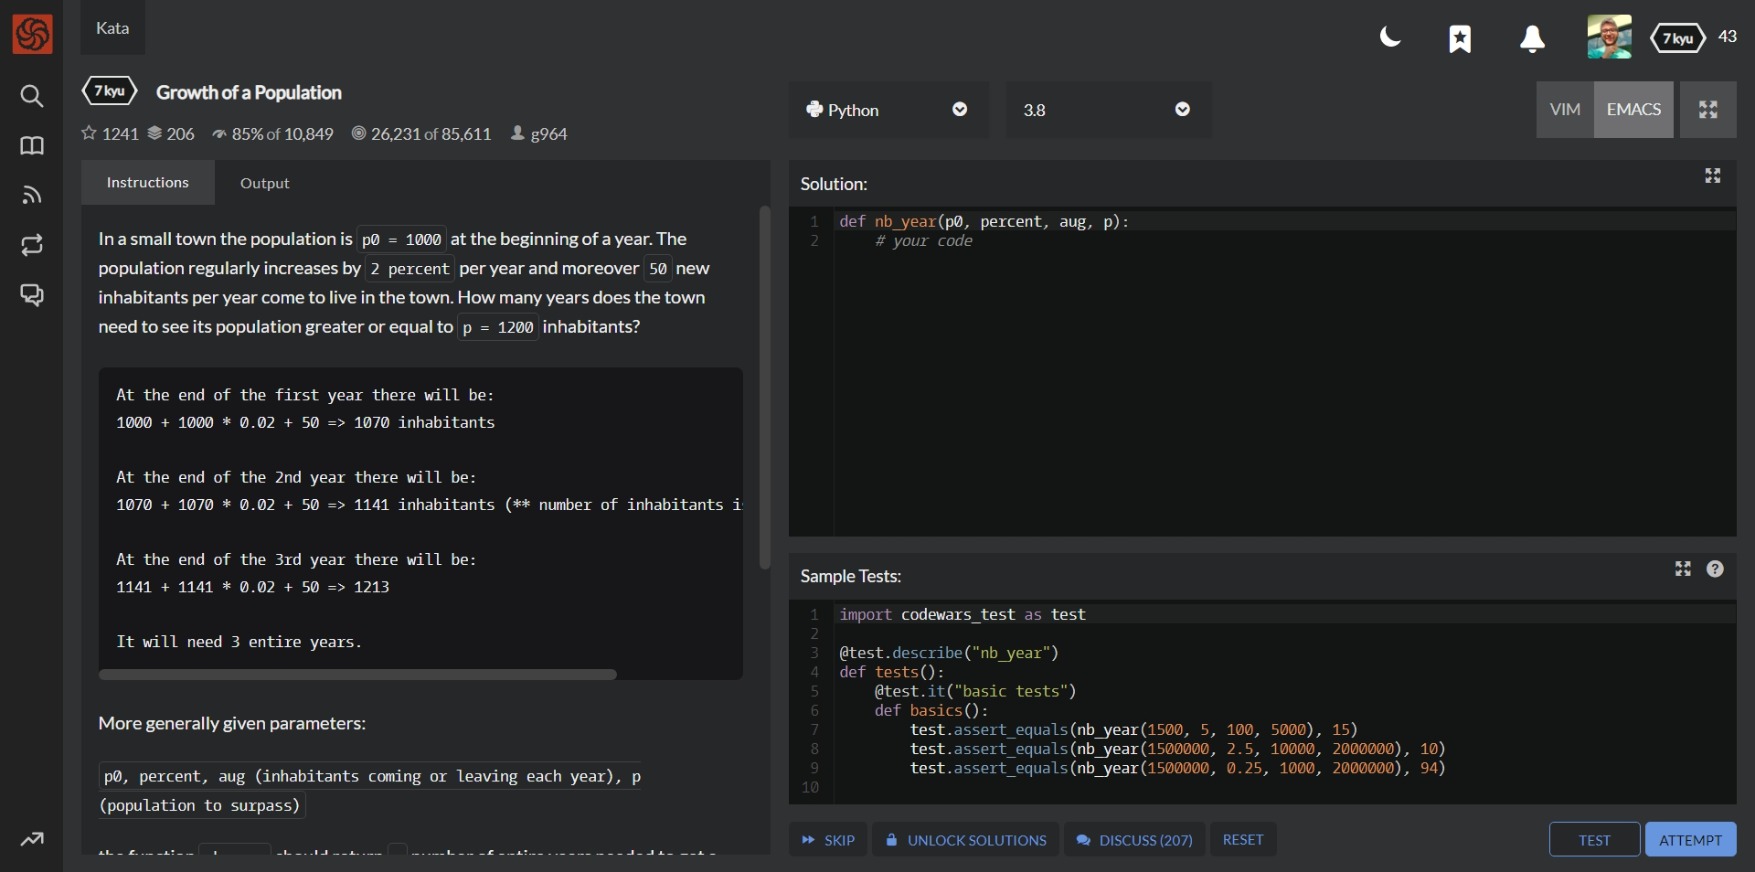 Kata
7 kyu
43
7 kyu Growth of a Population
1241 206 85% of 10,849 26,231 of 85,611 g964
Python
3.8
VIM EMACS
Instructions Output
In a small town the population is p0 = 1000 at the beginning of a year. The
population regularly increases by 2 percent per year and moreover 50 new
inhabitants per year come to live in the town. How many years does the town
need to see its population greater or equal to p = 1200 inhabitants?
At the end of the first year there will be:
1000 + 1000 * 0.02 + 50 => 1070 inhabitants
At the end of the 2nd year there will be:
1070 + 1070 * 0.02 + 50 => 1141 inhabitants (** number of inhabitants
At the end of the 3rd year there will be:
1141 + 1141 * 0.02 + 50 => 1213
It will need 3 entire years.
More generally given parameters:
p0, percent, aug (inhabitants coming or leaving each year), p
(population to surpass)
Solution:
1 def nb_year(p0, percent, aug, p):
2 # your code
Sample Tests:
1 import codewars_test as test
2
3 @test.describe("nb_year")
4 def tests():
5 @test.it("basic tests")
6 def basics():
7 test.assert_equals(nb_year(1500, 5, 100, 5000), 15)
8 test.assert_equals(nb_year(1500000, 2.5, 10000, 2000000), 10)
9 test.assert_equals(nb_year(1500000, 0.25, 1000, 2000000), 94)
10
SKIP UNLOCK SOLUTIONS DISCUSS (207) RESET TEST ATTEMPT